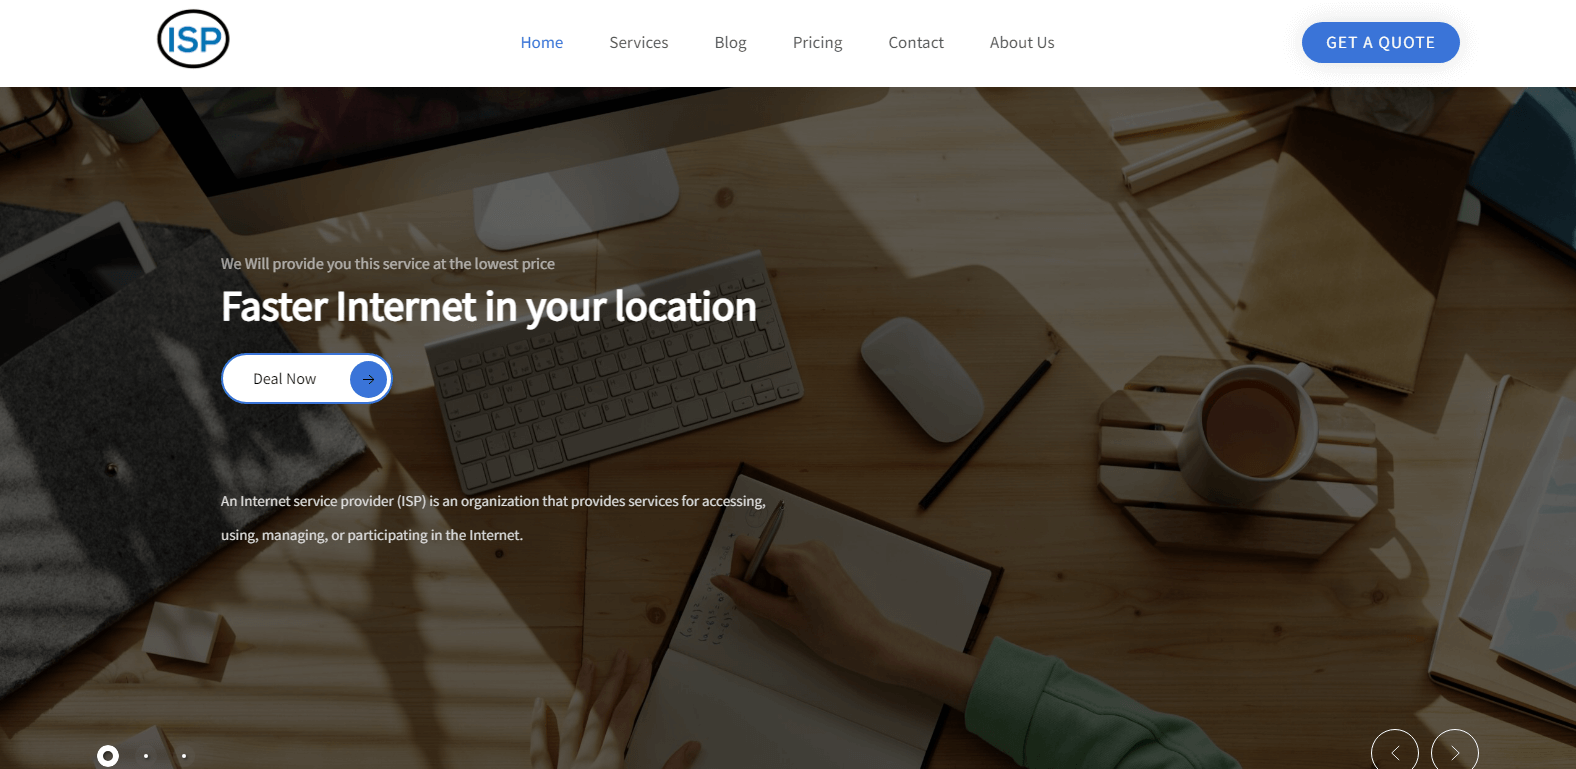 ISP
Home Services Blog Pricing Contact About Us
GET A QUOTE
We Will provide you this service at the lowest price
Faster Internet in your location
Deal Now
An Internet service provider (ISP) is an organization that provides services for accessing,
using, managing, or participating in the Internet.